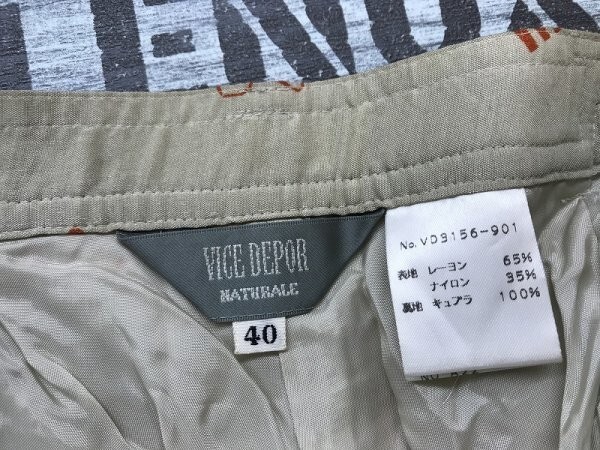 VICE DEPOR
NATURALE
40
No. VD3156-901
表地 レーヨン 65%
ナイロン 35%
裏地 キュプラ 100%